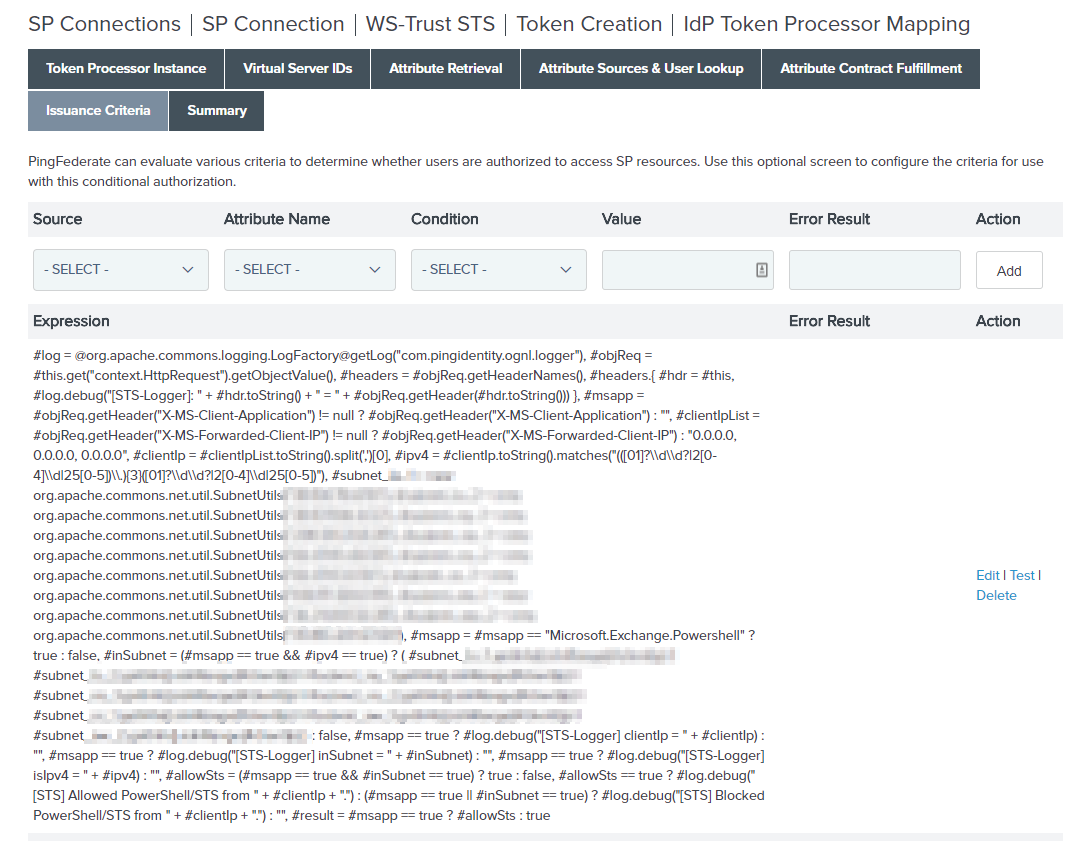 SP Connections | SP Connection | WS-Trust STS | Token Creation | IdP Token Processor Mapping
Token Processor Instance Virtual Server IDs Attribute Retrieval Attribute Sources & User Lookup Attribute Contract Fulfillment
Issuance Criteria Summary
PingFederate can evaluate various criteria to determine whether users are authorized to access SP resources. Use this optional screen to configure the criteria for use
with this conditional authorization.
Source Attribute Name Condition Value Error Result Action
- SELECT - - SELECT - - SELECT - Add
Expression Error Result Action
#log = @org.apache.commons.logging.LogFactory@getLog("com.pingidentity.ognl.logger"), #objReq =
#this.get("context.HttpRequest").getObjectValue(), #headers = #objReq.getHeaderNames(), #headers.{ #hdr = #this,
#log.debug("[STS-Logger]: " + #hdr.toString() + " = " + #objReq.getHeader(#hdr.toString())) }, #msapp =
#objReq.getHeader("X-MS-Client-Application") != null ? #objReq.getHeader("X-MS-Client-Application") : "", #clientIpList =
#objReq.getHeader("X-MS-Forwarded-Client-IP") != null ? #objReq.getHeader("X-MS-Forwarded-Client-IP") : "0.0.0.0,
0.0.0.0, 0.0.0.0", #clientIp = #clientIpList.toString().split(',')[0], #ipv4 = #clientIp.toString().matches("(([01]?\\d\\d?|2[0-
4]\\d|25[0-5])\\.){3}([01]?\\d\\d?|2[0-4]\\d|25[0-5])"), #subnet_
org.apache.commons.net.util.SubnetUtils
org.apache.commons.net.util.SubnetUtils
org.apache.commons.net.util.SubnetUtils
org.apache.commons.net.util.SubnetUtils
org.apache.commons.net.util.SubnetUtils
org.apache.commons.net.util.SubnetUtils
org.apache.commons.net.util.SubnetUtils
org.apache.commons.net.util.SubnetUtils( ), #msapp = #msapp == "Microsoft.Exchange.Powershell" ?
true : false, #inSubnet = (#msapp == true && #ipv4 == true) ? ( #subnet_
#subnet_
#subnet_
#subnet_
#subnet_ : false, #msapp == true ? #log.debug("[STS-Logger] clientIp = " + #clientIp) :
"", #msapp == true ? #log.debug("[STS-Logger] inSubnet = " + #inSubnet) : "", #msapp == true ? #log.debug("[STS-Logger]
isIpv4 = " + #ipv4) : "", #allowSts = (#msapp == true && #inSubnet == true) ? true : false, #allowSts == true ? #log.debug("
[STS] Allowed PowerShell/STS from " + #clientIp + ".") : (#msapp == true || #inSubnet == true) ? #log.debug("[STS] Blocked
PowerShell/STS from " + #clientIp + ".") : "", #result = #msapp == true ? #allowSts : true
Edit | Test |
Delete